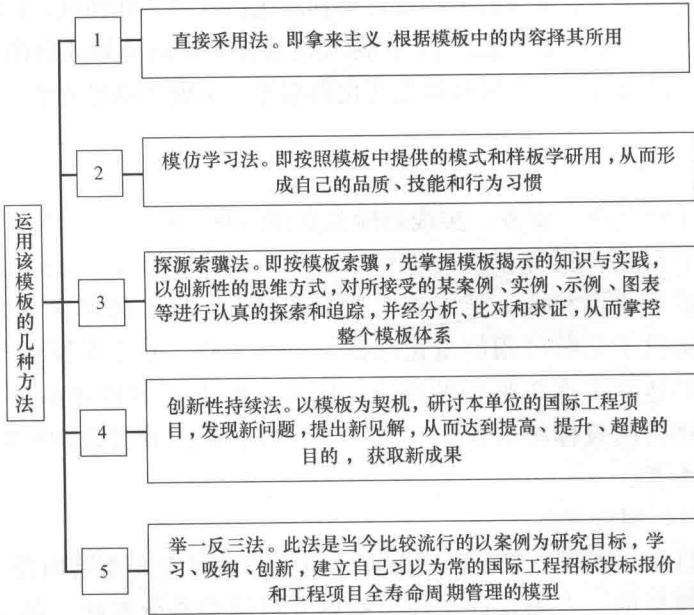 运用该模板的几种方法
1
直接采用法。即拿来主义,根据模板中的内容择其所用
2
模仿学习法。即按照模板中提供的模式和样板学研用,从而形
成自己的品质、技能和行为习惯
3
探源索骥法。即按模板索骥,先掌握模板揭示的知识与实践,
以创新性的思维方式,对所接受的某案例、实例、示例、图表
等进行认真的探索和追踪,并经分析、比对和求证,从而掌控
整个模板体系
4
创新性持续法。以模板为契机,研讨本单位的国际工程项
目,发现新问题,提出新见解,从而达到提高、提升、超越的
目的,获取新成果
5
举一反三法。此法是当今比较流行的以案例为研究目标,学
习、吸纳、创新,建立自己习以为常的国际工程招标投标报价
和工程项目全寿命周期管理的模型